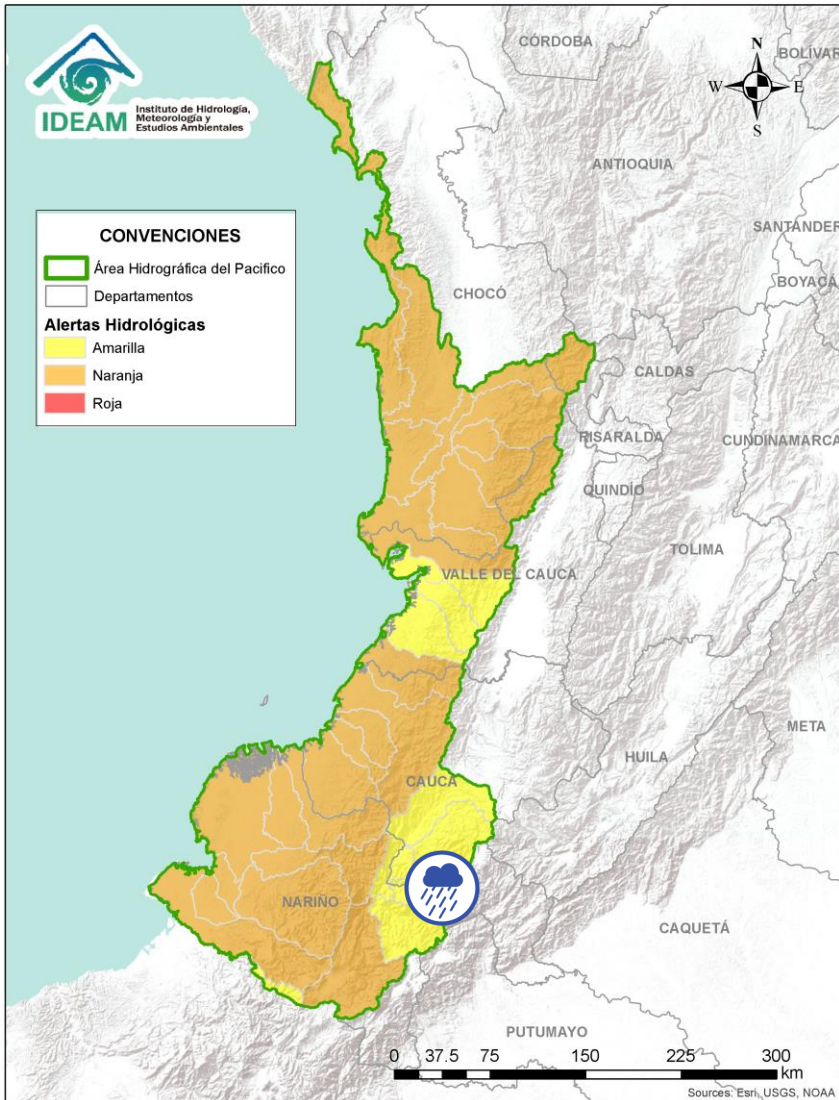 IDEAM
Instituto de Hidrología,
Meteorología y
Estudios Ambientales
N
W
E
S
CONVENCIONES
Área Hidrográfica del Pacifico
Departamentos
Alertas Hidrológicas
Amarilla
Naranja
Roja
CÓRDOBA
BOLÍVAR
ANTIOQUIA
SANTANDER
BOYACÁ
CHOCÓ
CALDAS
RISARALDA
CUNDINAMARCA
QUINDÍO
TOLIMA
VALLE DEL CAUCA
META
HUILA
CAUCA
NARIÑO
CAQUETÁ
PUTUMAYO
0 37.5 75 150 225 300
km
Sources: Esri, USGS, NOAA